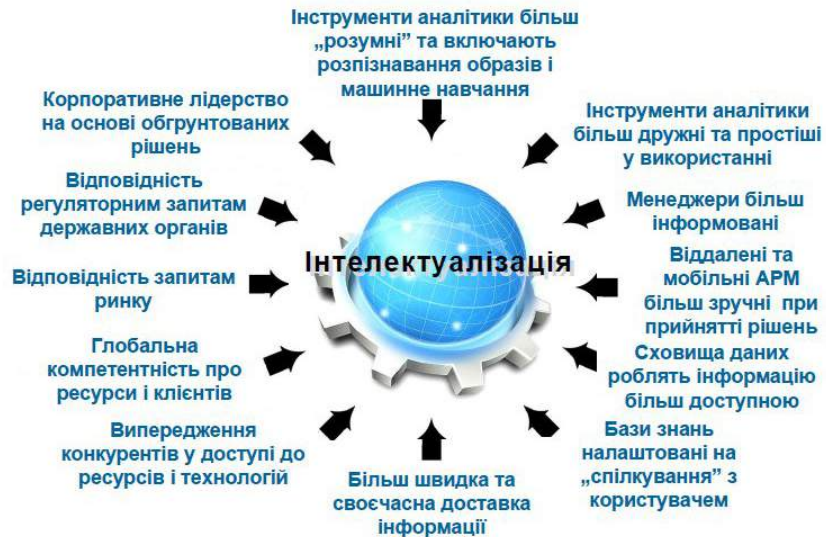 Інструменти аналітики більш
„розумні” та включають
розпізнавання образів і
машинне навчання
Корпоративне лідерство
на основі обгрунтованих
рішень
Інструменти аналітики
більш дружні та простіші
у використанні
Відповідність
регуляторним запитам
державних органів
Менеджери більш
інформовані
Інтелектуалізація
Відповідність запитам
ринку
Віддалені та
мобільні АРМ
більш зручні при
прийнятті рішень
Глобальна
компетентність про
ресурси і клієнтів
Сховища даних
роблять інформацію
більш доступною
Випередження
конкурентів у доступі до
ресурсів і технологій
Більш швидка та
своєчасна доставка
інформації
Бази знань
налаштовані на
„спілкування” з
користувачем